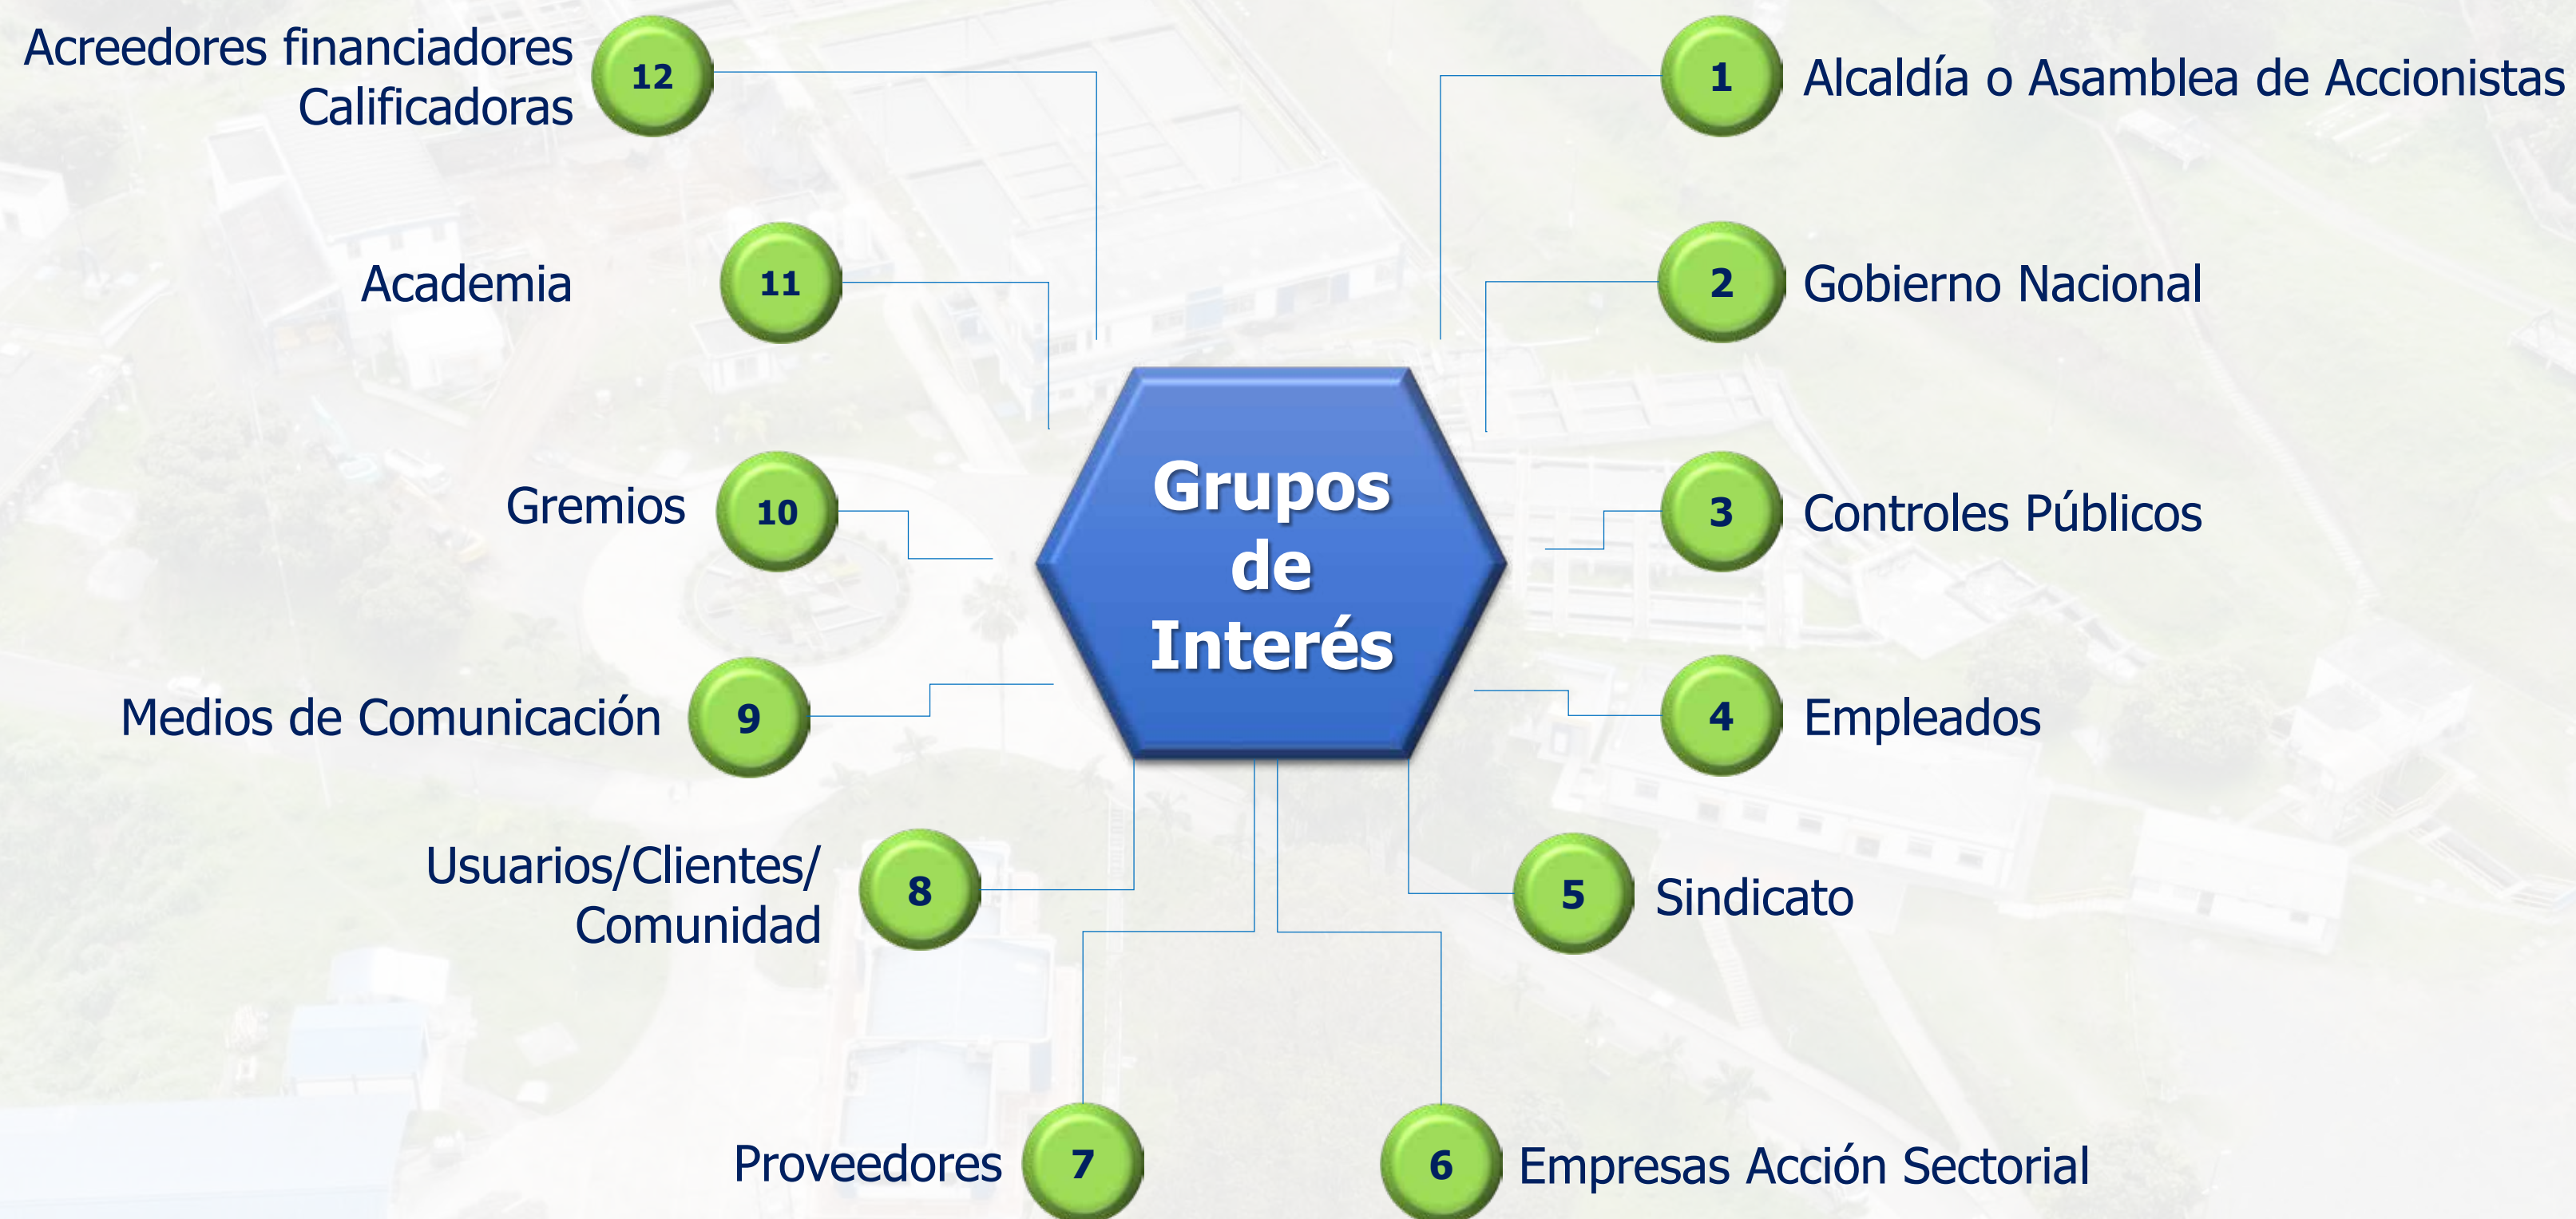 Grupos
de
Interés
1
Alcaldía o Asamblea de Accionistas
2
Gobierno Nacional
3
Controles Públicos
4
Empleados
5
Sindicato
6
Empresas Acción Sectorial
Proveedores
7
Usuarios/Clientes/
Comunidad
8
Medios de Comunicación
9
Gremios
10
Academia
11
Acreedores financiadores
Calificadoras
12